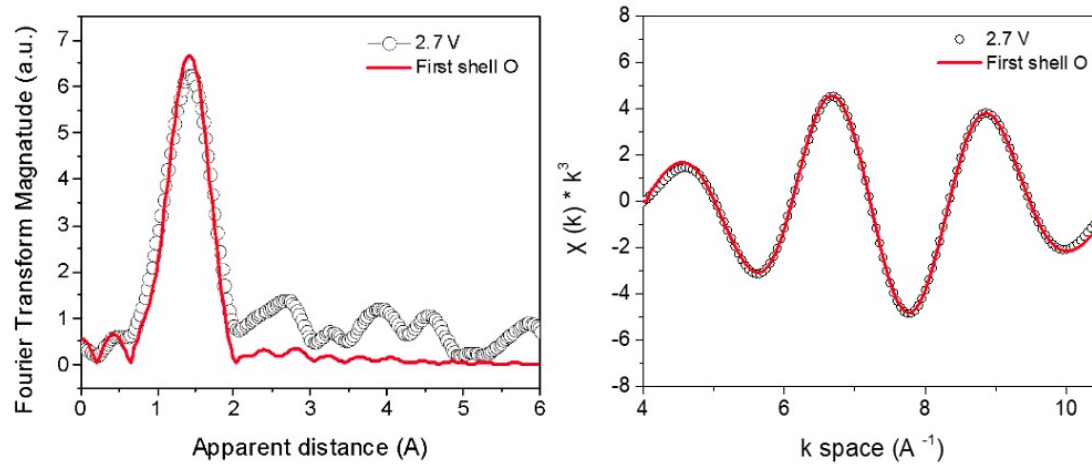 7
6
5
4
3
2
1
0
Fourier Transform Magnatude (a.u.)
2.7 V
First shell O
0 1 2 3 4 5 6
Apparent distance (A)
8
6
4
2
0
-2
-4
-6
-8
χ (k) * k³
2.7 V
First shell O
4 6 8 10
k space (A ⁻¹)